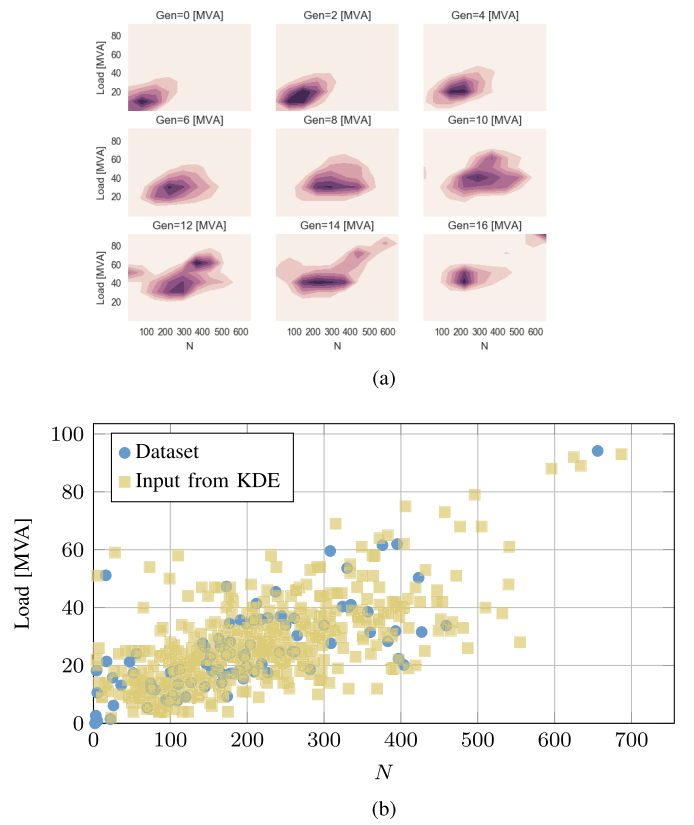 Gen=0 [MVA] Gen=2 [MVA] Gen=4 [MVA]
Load [MVA]
80
60
40
20
Gen=6 [MVA] Gen=8 [MVA] Gen=10 [MVA]
Load [MVA]
80
60
40
20
Gen=12 [MVA] Gen=14 [MVA] Gen=16 [MVA]
Load [MVA]
80
60
40
20
100 200 300 400 500 600 100 200 300 400 500 600 100 200 300 400 500 600
N N N
(a)
Load [MVA]
100
80
60
40
20
0
Dataset
Input from KDE
0 100 200 300 400 500 600 700
N
(b)